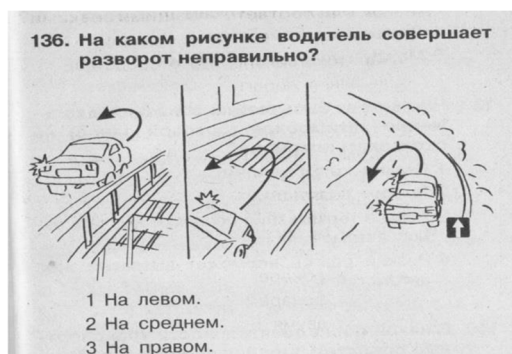 136. На каком рисунке водитель совершает
разворот неправильно?
1 На левом.
2 На среднем.
3 На правом.